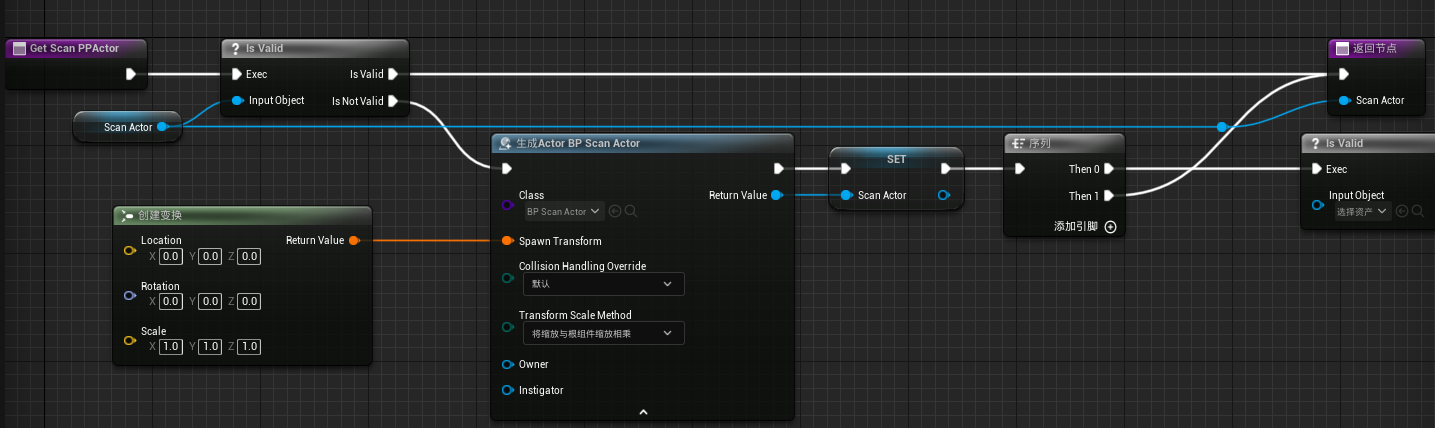 Get Scan PPActor
Is Valid
Exec
Is Valid
Input Object
Is Not Valid
Scan Actor
创建变换
Location
Return Value
X 0.0 Y 0.0 Z 0.0
Rotation
X 0.0 Y 0.0 Z 0.0
Scale
X 1.0 Y 1.0 Z 1.0
生成Actor BP Scan Actor
Class
Return Value
BP Scan Actor
Spawn Transform
Collision Handling Override
默认
Transform Scale Method
将缩放与根组件缩放相乘
Owner
Instigator
SET
Scan Actor
序列
Then 0
Then 1
添加引脚
返回节点
Scan Actor
Is Valid
Exec
Input Object
选择资产